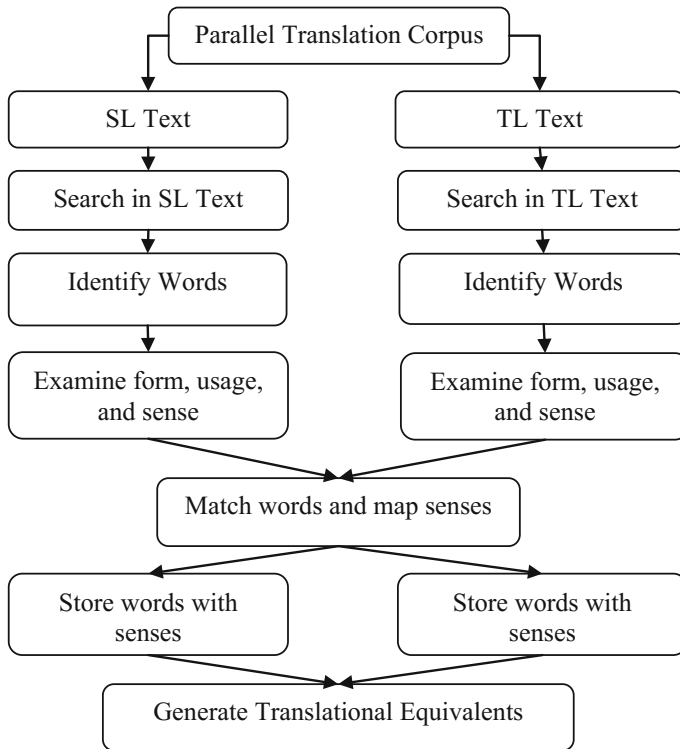 Parallel Translation Corpus
SL Text
TL Text
Search in SL Text
Search in TL Text
Identify Words
Identify Words
Examine form, usage,
and sense
Examine form, usage,
and sense
Match words and map senses
Store words with
senses
Store words with
senses
Generate Translational Equivalents